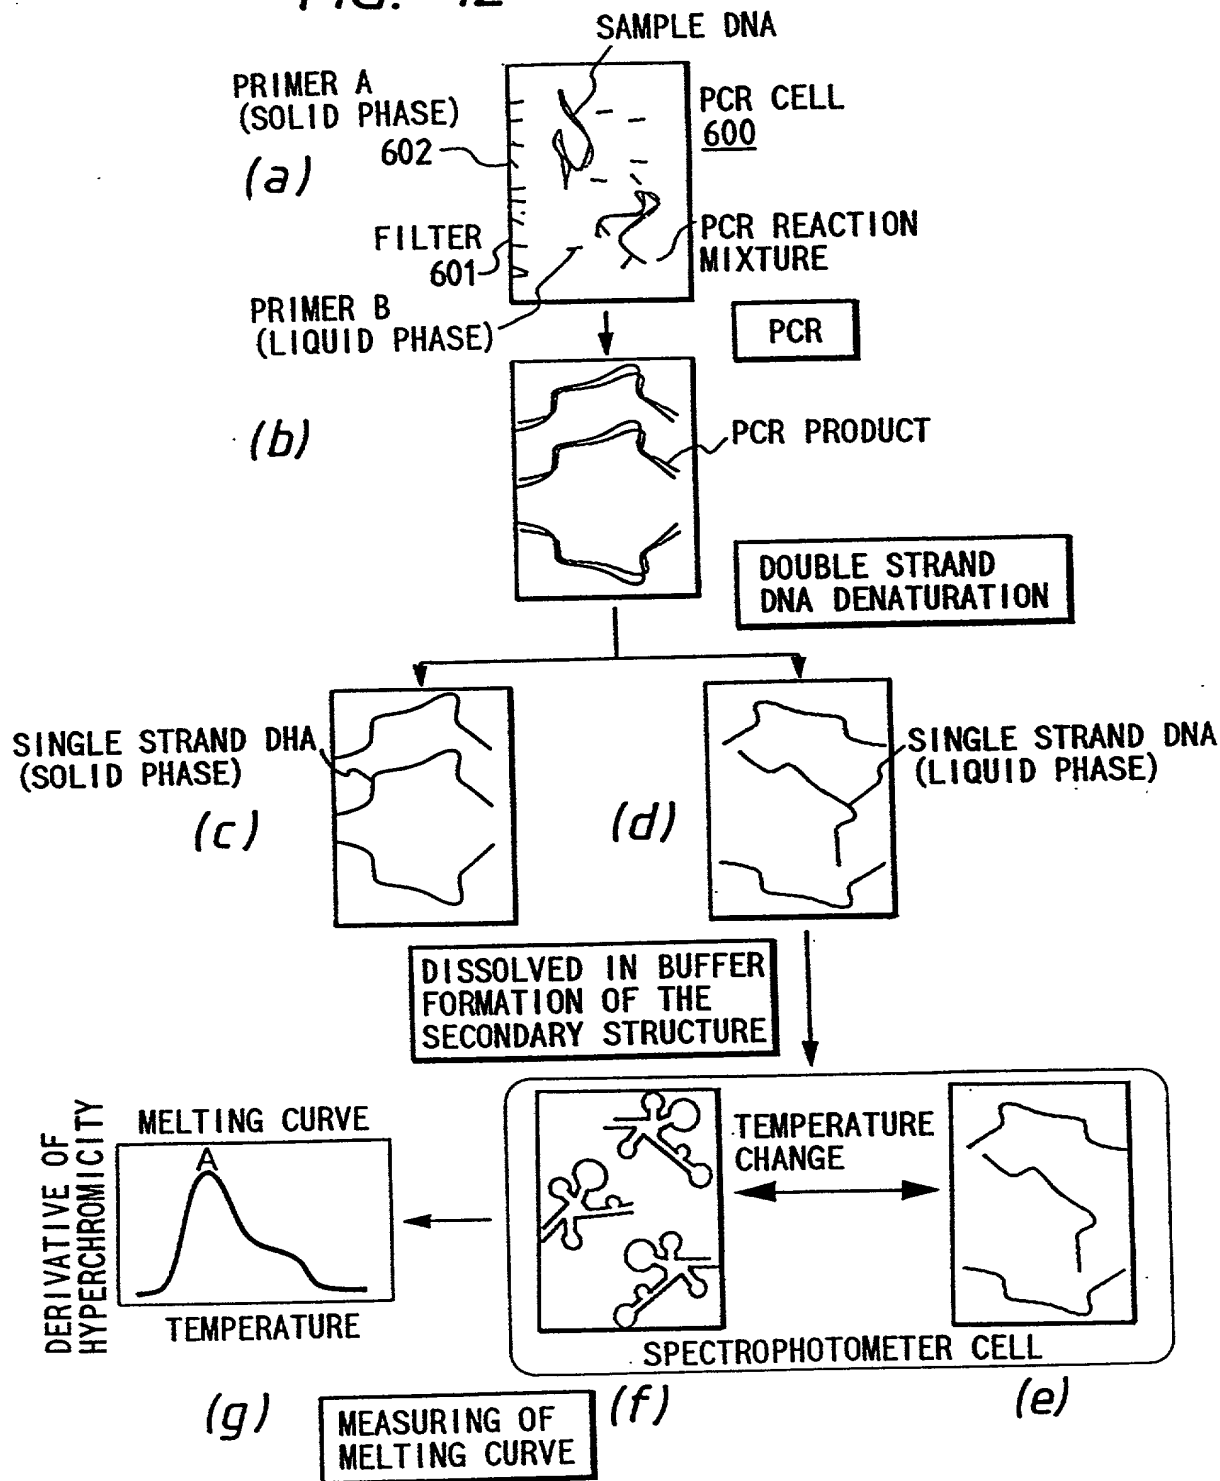 SAMPLE DNA
PRIMER A
(SOLID PHASE)
602
(a)
PCR CELL
600
FILTER
601
PCR REACTION
MIXTURE
PRIMER B
(LIQUID PHASE)
PCR
(b)
PCR PRODUCT
DOUBLE STRAND
DNA DENATURATION
SINGLE STRAND DHA
(SOLID PHASE)
(c)
(d)
SINGLE STRAND DNA
(LIQUID PHASE)
DISSOLVED IN BUFFER
FORMATION OF THE
SECONDARY STRUCTURE
DERIVATIVE OF
HYPERCHROMICITY
MELTING CURVE
A
TEMPERATURE
TEMPERATURE
CHANGE
SPECTROPHOTOMETER CELL
(g)
MEASURING OF
MELTING CURVE
(f)
(e)